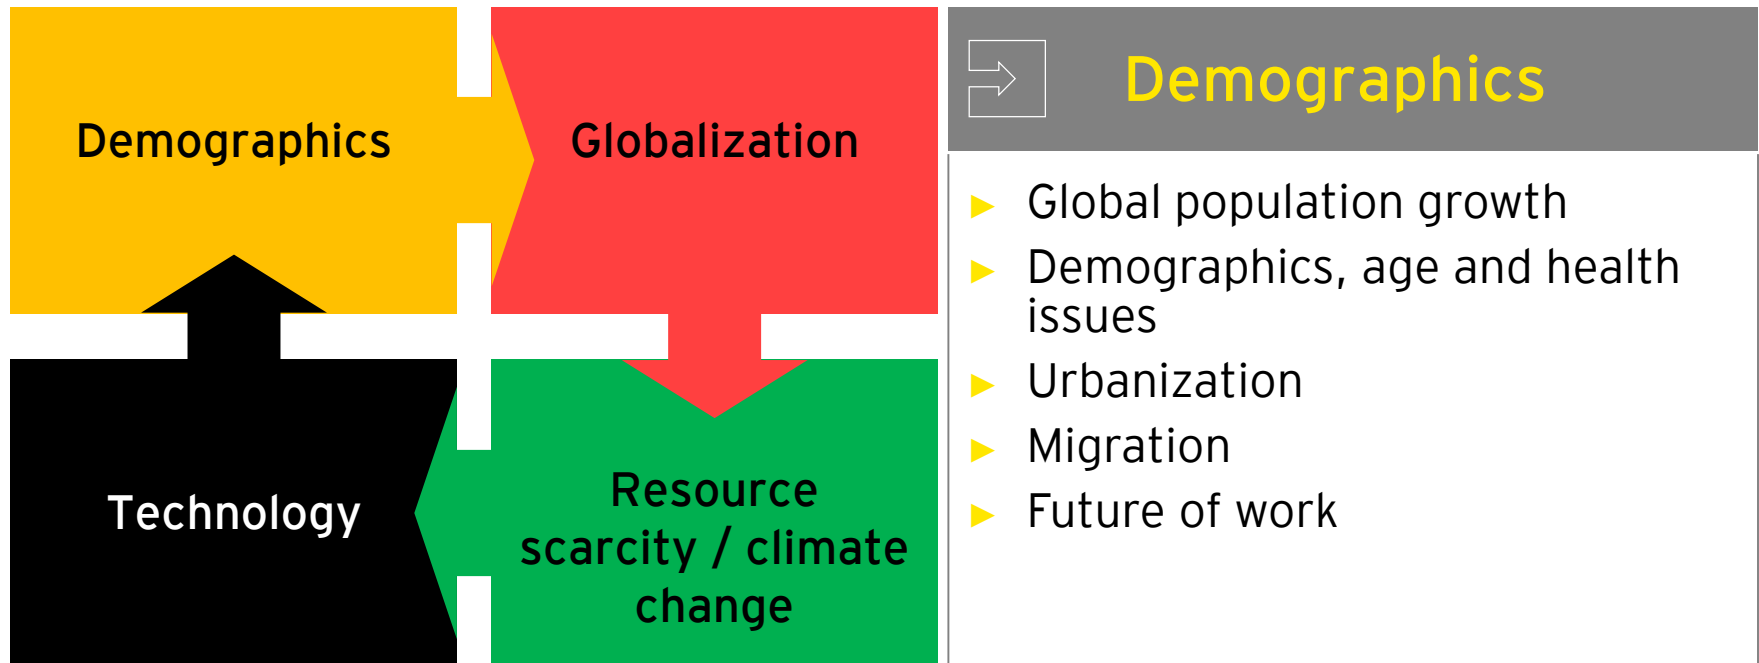 Demographics
Globalization
Technology
Resource
scarcity / climate
change
Demographics
► Global population growth
► Demographics, age and health
issues
► Urbanization
► Migration
► Future of work